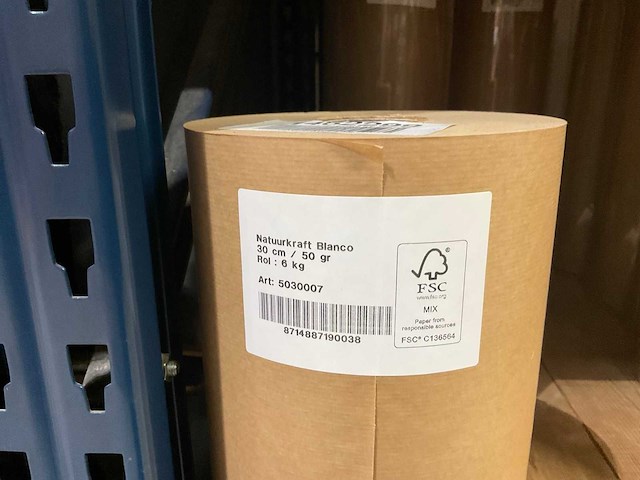 Natuurkraft Blanco
30 cm / 50 gr
Rol : 6 kg
Art: 5030007
8714887190038
©
FSC
www.fsc.org
MIX
Paper from
responsible sources
FSC® C136564